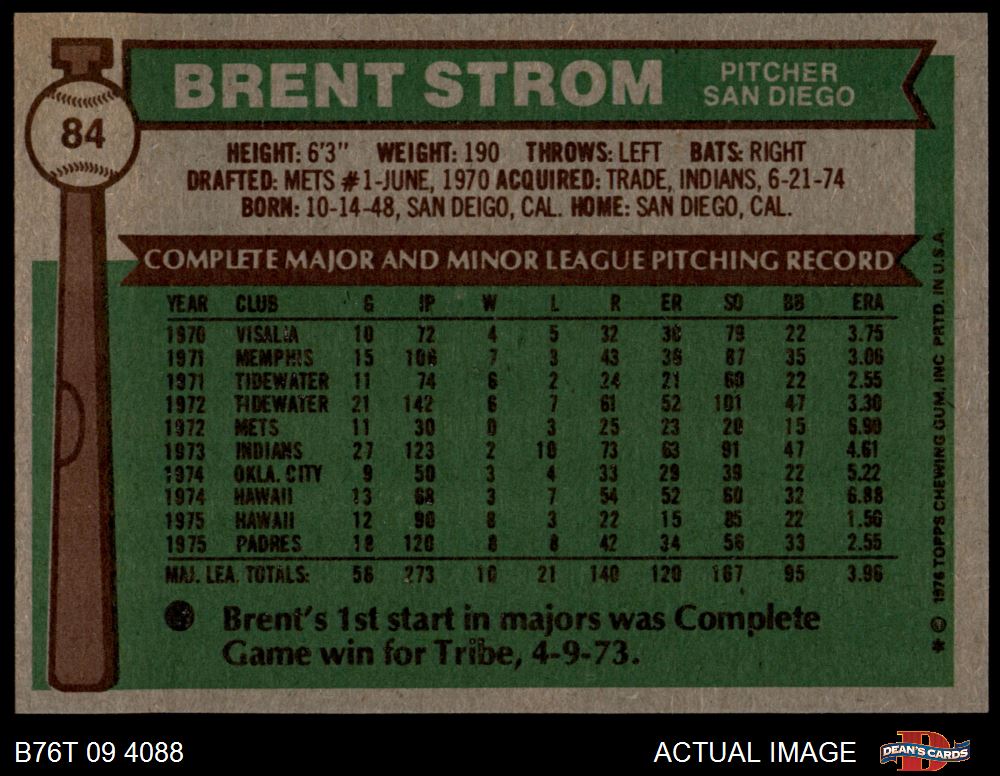 84
BRENT STROM
PITCHER
SAN DIEGO
HEIGHT: 6'3" WEIGHT: 190 THROWS: LEFT BATS: RIGHT
DRAFTED: METS #1-JUNE, 1970 ACQUIRED: TRADE, INDIANS, 6-21-74
BORN: 10-14-48, SAN DEIGO, CAL. HOME: SAN DIEGO, CAL.
COMPLETE MAJOR AND MINOR LEAGUE PITCHING RECORD
YEAR CLUB G IP W L R ER SO BB ERA
1970 VISALIA 10 72 4 5 32 30 79 22 3.75
1971 MEMPHIS 15 106 7 3 43 36 87 35 3.06
1971 TIDEWATER 11 74 6 2 24 21 60 22 2.55
1972 TIDEWATER 21 142 6 7 61 52 101 47 3.30
1972 METS 11 30 0 3 25 23 20 15 6.90
1973 INDIANS 27 123 2 10 73 63 91 47 4.61
1974 OKLA. CITY 9 50 3 4 33 29 39 22 5.22
1974 HAWAII 13 68 3 7 54 52 60 32 6.88
1975 HAWAII 12 90 8 3 22 15 85 22 1.50
1975 PADRES 18 120 8 8 42 34 56 33 2.55
MAJ. LEA. TOTALS: 56 273 10 21 140 120 167 95 3.96
Brent's 1st start in majors was Complete
Game win for Tribe, 4-9-73.
* © 1976 TOPPS CHEWING GUM, INC PRTD. IN U.S.A.
B76T 09 4088
ACTUAL IMAGE
DEAN'S CARDS